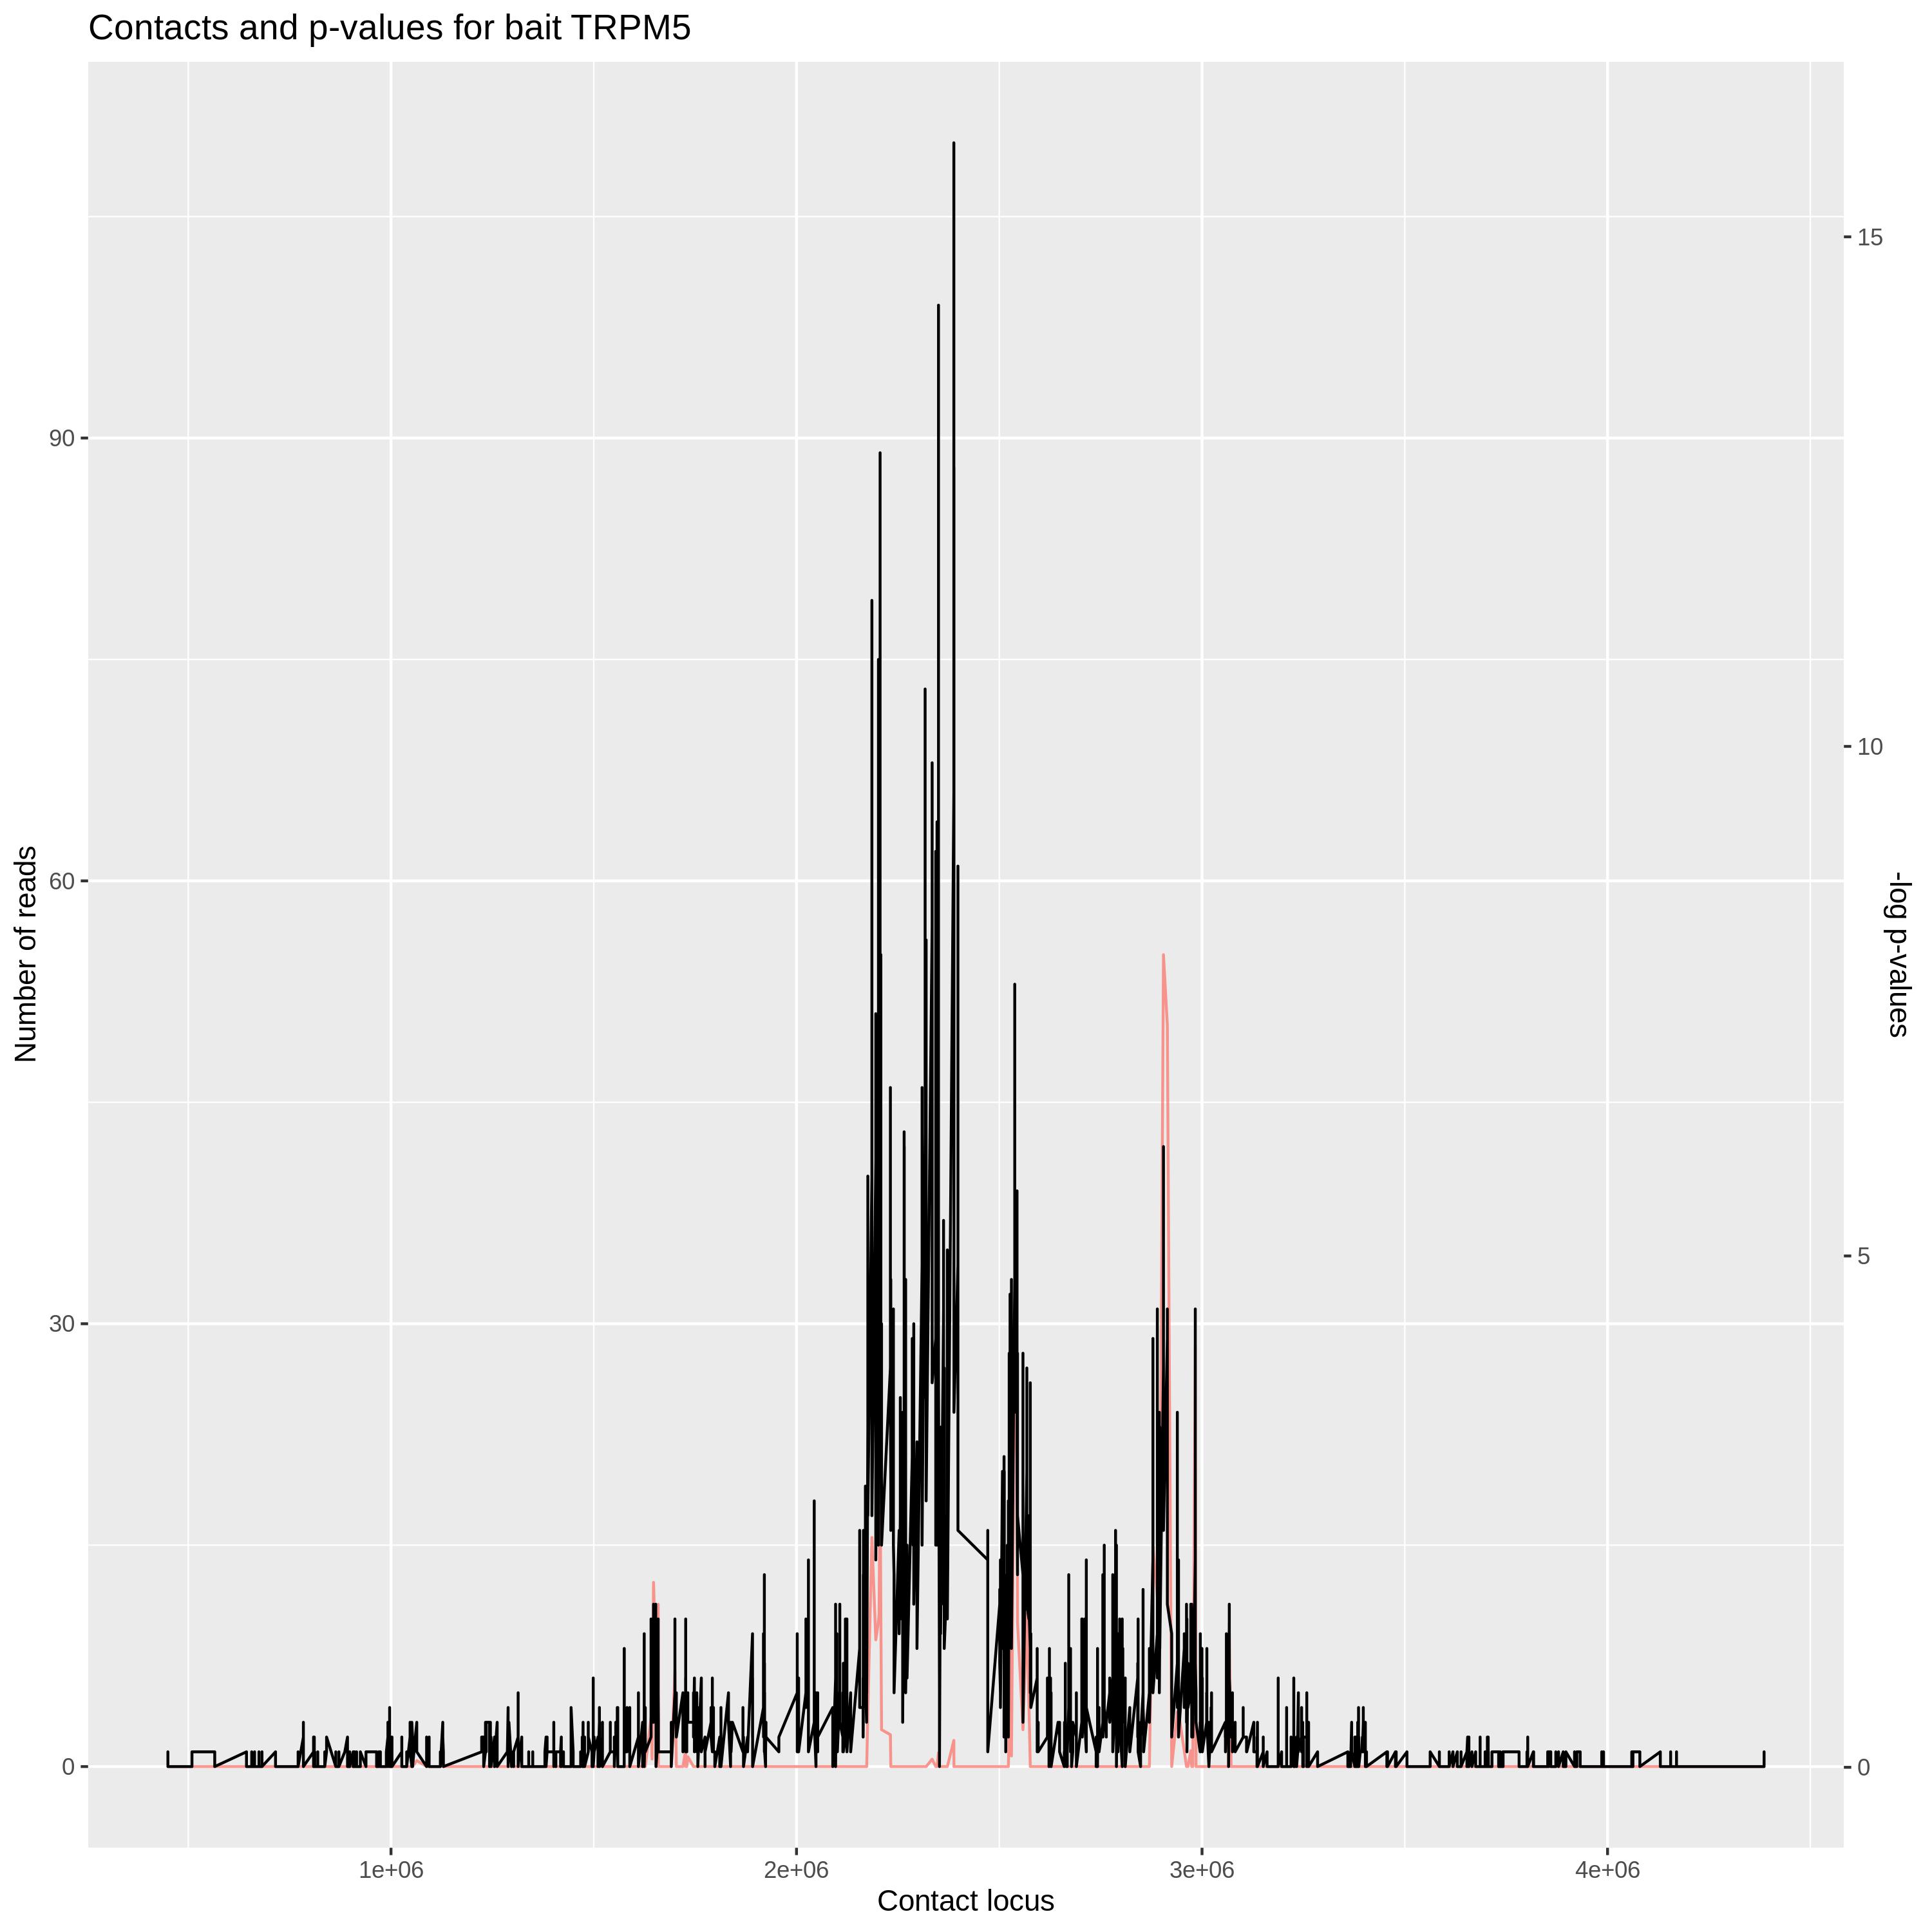 Contacts and p-values for bait TRPM5
Number of reads
90
60
30
0
15
10
5
0
-log p-values
1e+06
2e+06
3e+06
4e+06
Contact locus